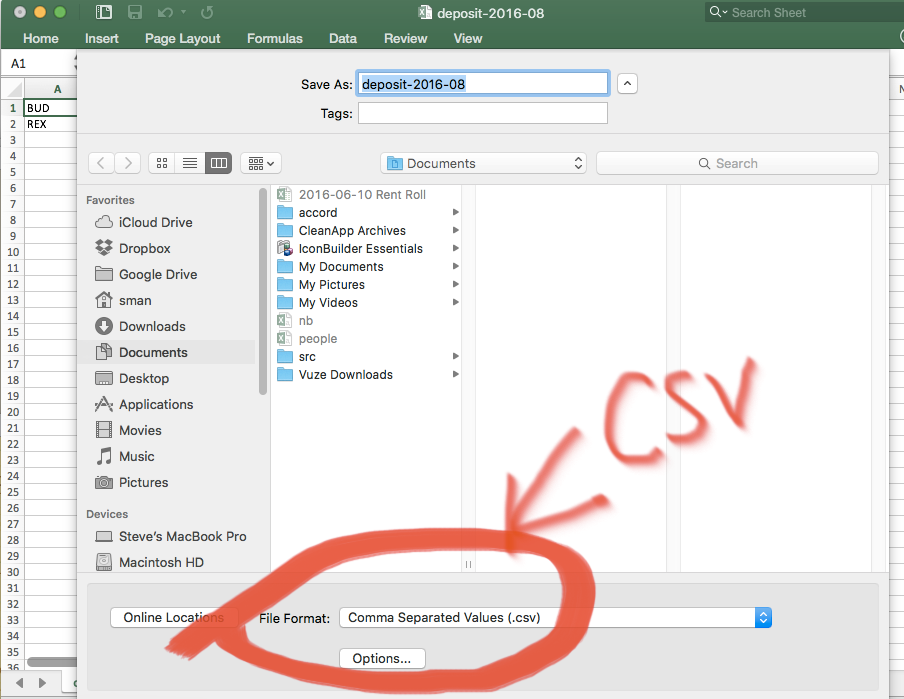 deposit-2016-08
Search Sheet
Home Insert Page Layout Formulas Data Review View
A1
Save As: deposit-2016-08
Tags:
A
1 BUD
2 REX
3
4
5
6
7
8
9
10
11
12
13
14
15
16
17
18
19
20
21
22
23
24
25
26
27
28
29
30
31
32
33
34
35
36
Documents
Search
Favorites
iCloud Drive
Dropbox
Google Drive
sman
Downloads
Documents
Desktop
Applications
Movies
Music
Pictures
Devices
Steve's MacBook Pro
Macintosh HD
2016-06-10 Rent Roll
accord
CleanApp Archives
IconBuilder Essentials
My Documents
My Pictures
My Videos
nb
people
src
Vuze Downloads
CSV
Online Locations File Format: Comma Separated Values (.csv)
Options...